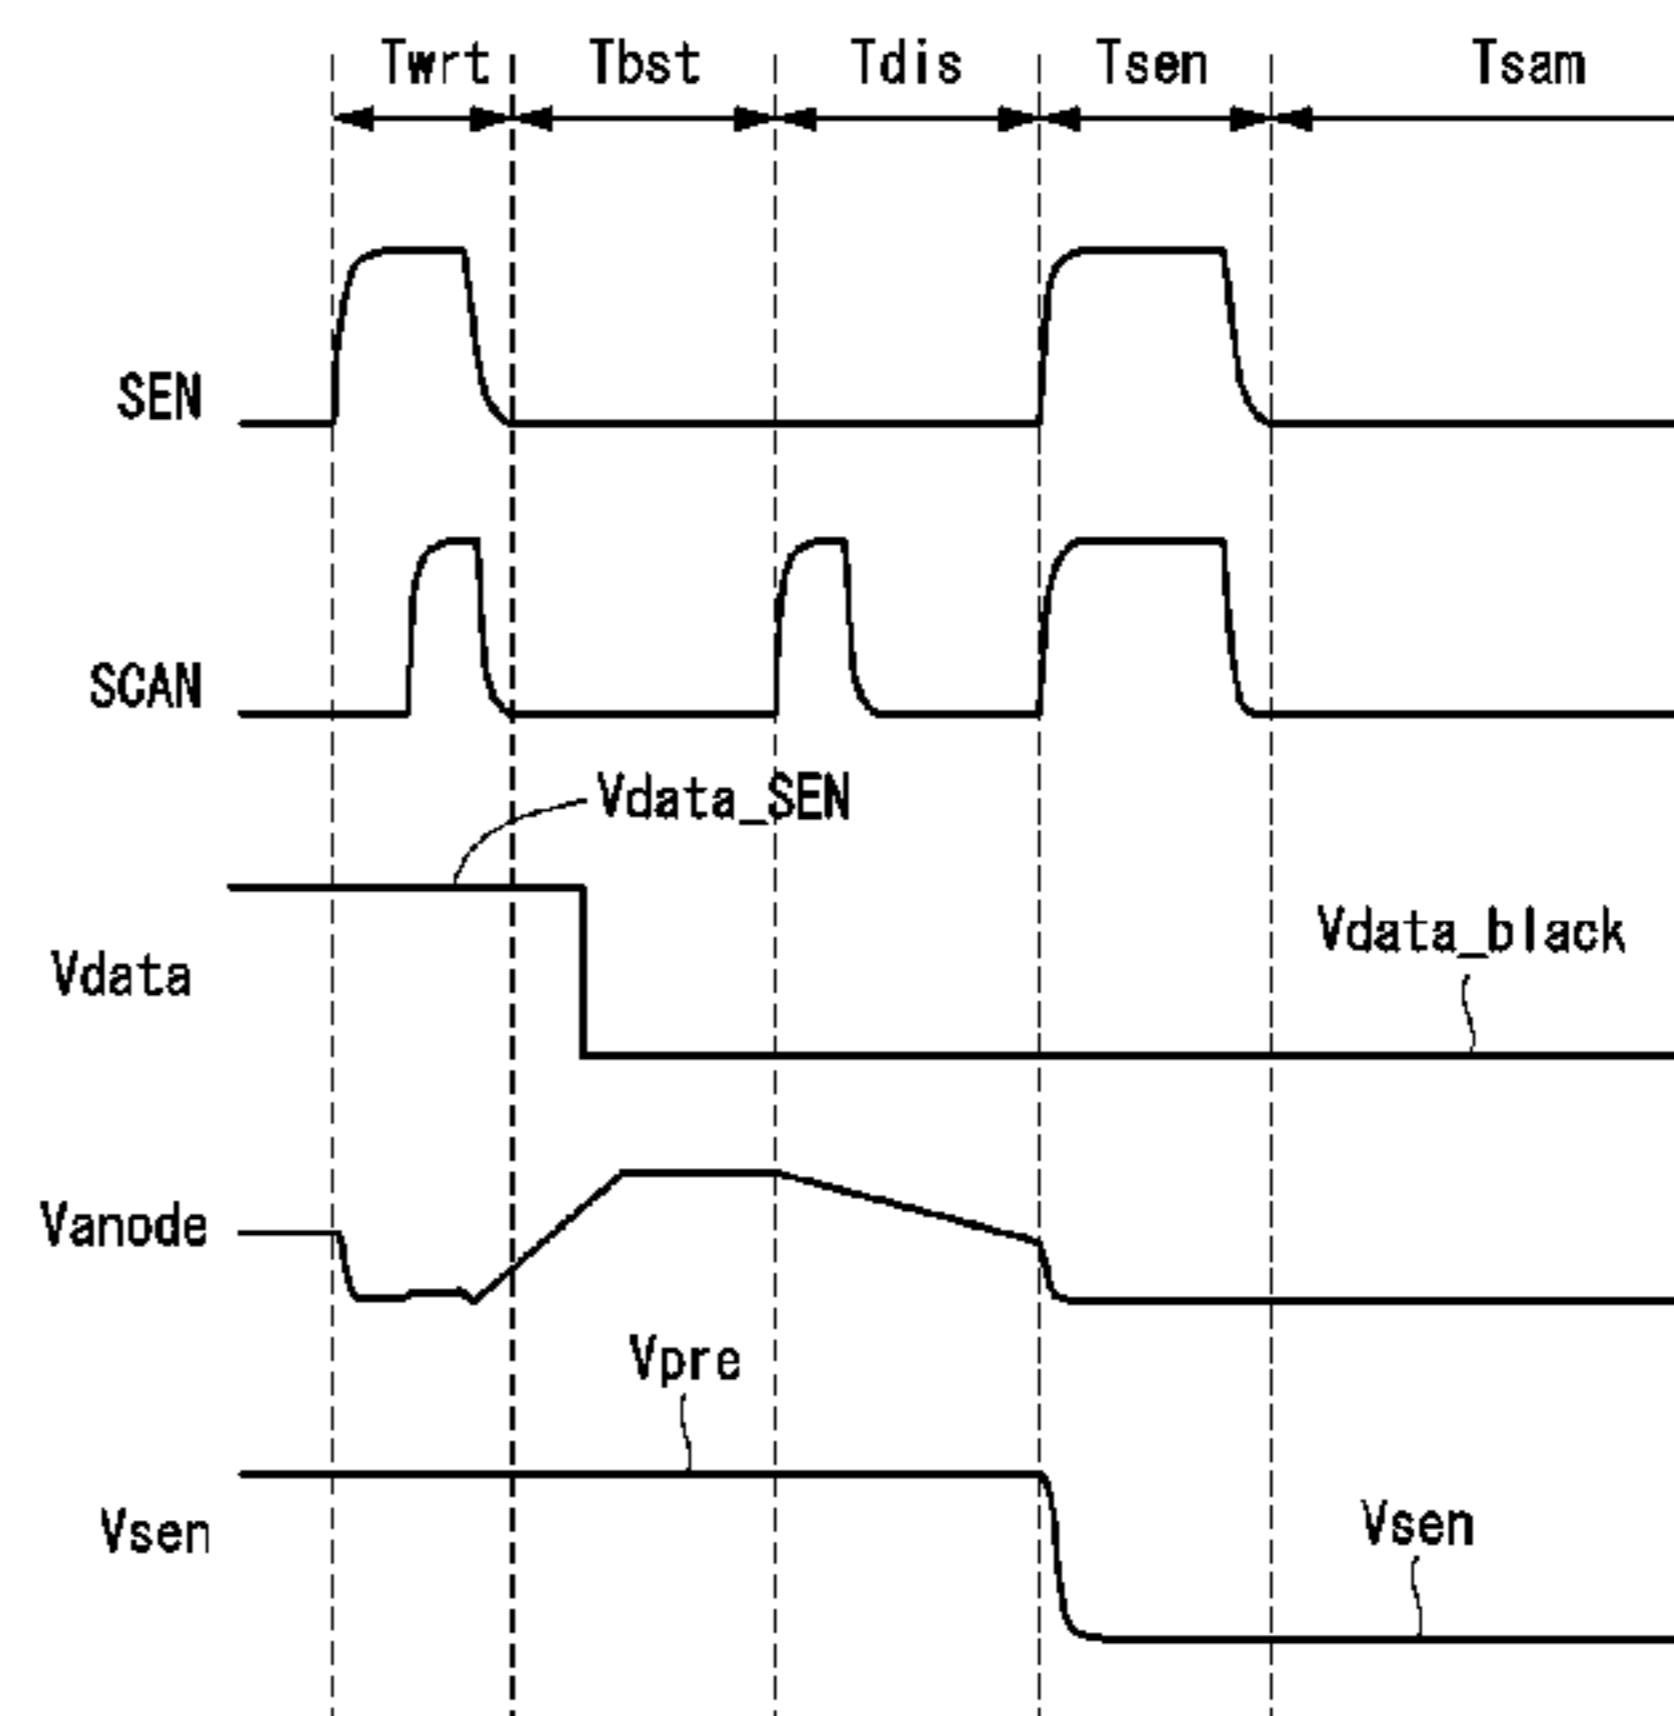 Twrt Tbst Tdis Tsen Tsam
SEN
SCAN
Vdata_SEN
Vdata_black
Vdata
Vanode
Vpre
Vsen
Vsen